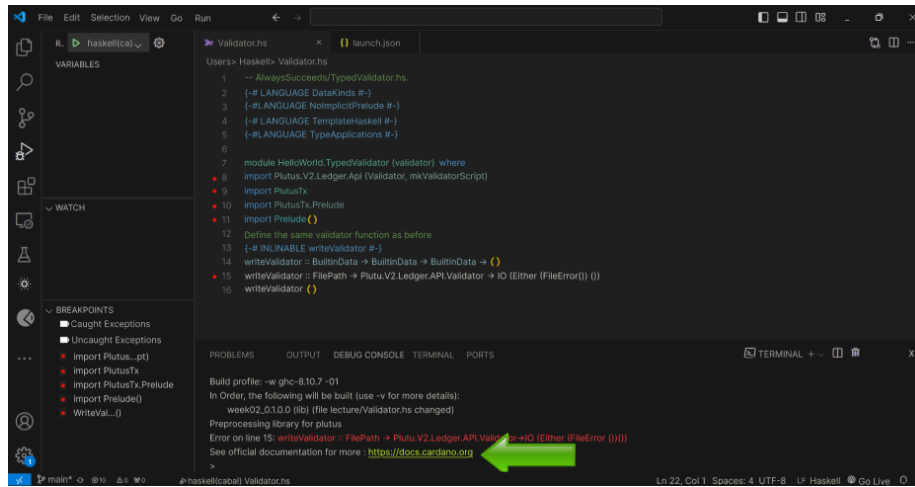 File Edit Selection View Go Run
R.. haskell(ca)
Validator.hs × {} launch.json
VARIABLES
Users> Haskell> Validator.hs
1 -- AlwaysSucceeds/TypedValidator.hs.
2 {-# LANGUAGE DataKinds #-}
3 {-#LANGUAGE NoImplicitPrelude #-}
4 {-# LANGUAGE TemplateHaskell #-}
5 {-#LANGUAGE TypeApplications #-}
6
7 module HelloWorld.TypedValidator (validator) where
8 import Plutus.V2.Ledger.Api (Validator, mkValidatorScript)
9 import PlutusTx
10 import PlutusTx.Prelude
11 import Prelude ()
12 Define the same validator function as before
13 {-# INLINABLE writeValidator #-}
14 writeValidator :: BuiltinData → BuiltinData → BuiltinData → ()
15 writeValidator :: FilePath → Plutu.V2.Ledger.API.Validator → IO (Either (FileError()) ())
16 writeValidator ()
WATCH
BREAKPOINTS
Caught Exceptions
Uncaught Exceptions
import Plutus...pt)
import PlutusTx
import PlutusTx.Prelude
import Prelude()
WriteVal...()
PROBLEMS OUTPUT DEBUG CONSOLE TERMINAL PORTS
TERMINAL + X
Build profile: -w ghc-8.10.7 -01
In Order, the following will be built (use -v for more details):
week02_0.1.0.0 (lib) (file lecture/Validator.hs changed)
Preprocessing library for plutus
Error on line 15: writeValidator :: FilePath → Plutu.V2.Ledger.API.Validator→IO (Either (FileError ()){()}
See official documentation for more : https://docs.cardano.org
>
1
main* 10 0 0 haskell(cabal) Validator.hs
Ln 22, Col 1 Spaces: 4 UTF-8 LF Haskell Go Live